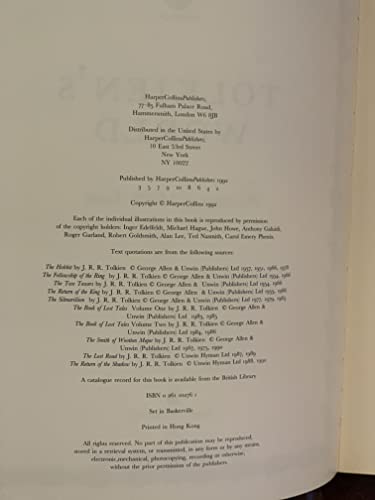 HarperCollinsPublishers,
77-85 Fulham Palace Road,
Hammersmith, London W6 8JB
Distributed in the United States by
HarperCollinsPublishers,
10 East 53rd Street
New York
NY 10022
Published by HarperCollinsPublishers 1992
3 5 7 9 10 8 6 4 2
Copyright © HarperCollins 1992
Each of the individual illustrations in this book is reproduced by permission
of the copyright holders: Inger Edelfeldt, Michael Hague, John Howe, Anthony
Roger Garland, Robert Goldsmith, Alan Lee, Ted Nasmith, Carol Emery Phenix.
Text quotations are from the following:
The Hobbit by J. R. R. Tolkien © George Allen & Unwin (Publishers) Ltd 1937, 1951, 1966, 1978
The Fellowship of the Ring by J. R. R. Tolkien © George Allen & Unwin (Publishers) Ltd 1954, 1966
The Two Towers by J. R. R. Tolkien © George Allen & Unwin (Publishers) Ltd 1954, 1966
The Return of the King by J. R. R. Tolkien © George Allen & Unwin (Publishers) Ltd 1955, 1966
The Silmarillion by J. R. R. Tolkien © George Allen & Unwin (Publishers) Ltd 1977, 1979,
The Book of Lost Tales Volume One by J. R. R. Tolkien © George Allen &
Unwin (Publishers) Ltd 1983, 1985
The Book of Lost Tales Volume Two by J. R. R. Tolkien © George Allen &
Unwin (Publishers) Ltd 1984, 1986
The Smith of Wootton Major by J. R. R. Tolkien © George Allen &
Unwin (Publishers) Ltd 1967, 1975, 1990
The Lost Road by J. R. R. Tolkien © Unwin Hyman Ltd 1987, 1989
The Return of the Shadow by J. R. R. Tolkien © Unwin Hyman Ltd 1988, 1990
A catalogue record for this book is available from the British Library
ISBN 0 261 10276 1
Set in Baskerville
Printed in Hong Kong
All rights reserved. No part of this publication may be reproduced,
stored in a retrieval system or transmitted, in any form or by any means,
electronic, mechanical, photocopying, recording or otherwise,
without the prior permission of the publishers